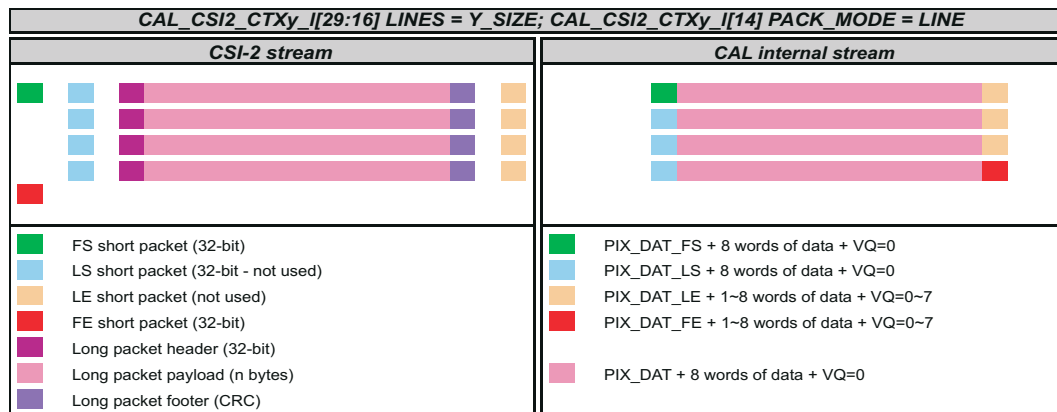 CAL_CSI2_CTXy_I[29:16] LINES = Y_SIZE; CAL_CSI2_CTXy_I[14] PACK_MODE = LINE
CSI-2 stream
CAL internal stream
FS short packet (32-bit)
LS short packet (32-bit - not used)
LE short packet (not used)
FE short packet (32-bit)
Long packet header (32-bit)
Long packet payload (n bytes)
Long packet footer (CRC)
PIX_DAT_FS + 8 words of data + VQ=0
PIX_DAT_LS + 8 words of data + VQ=0
PIX_DAT_LE + 1~8 words of data + VQ=0~7
PIX_DAT_FE + 1~8 words of data + VQ=0~7
PIX_DAT + 8 words of data + VQ=0